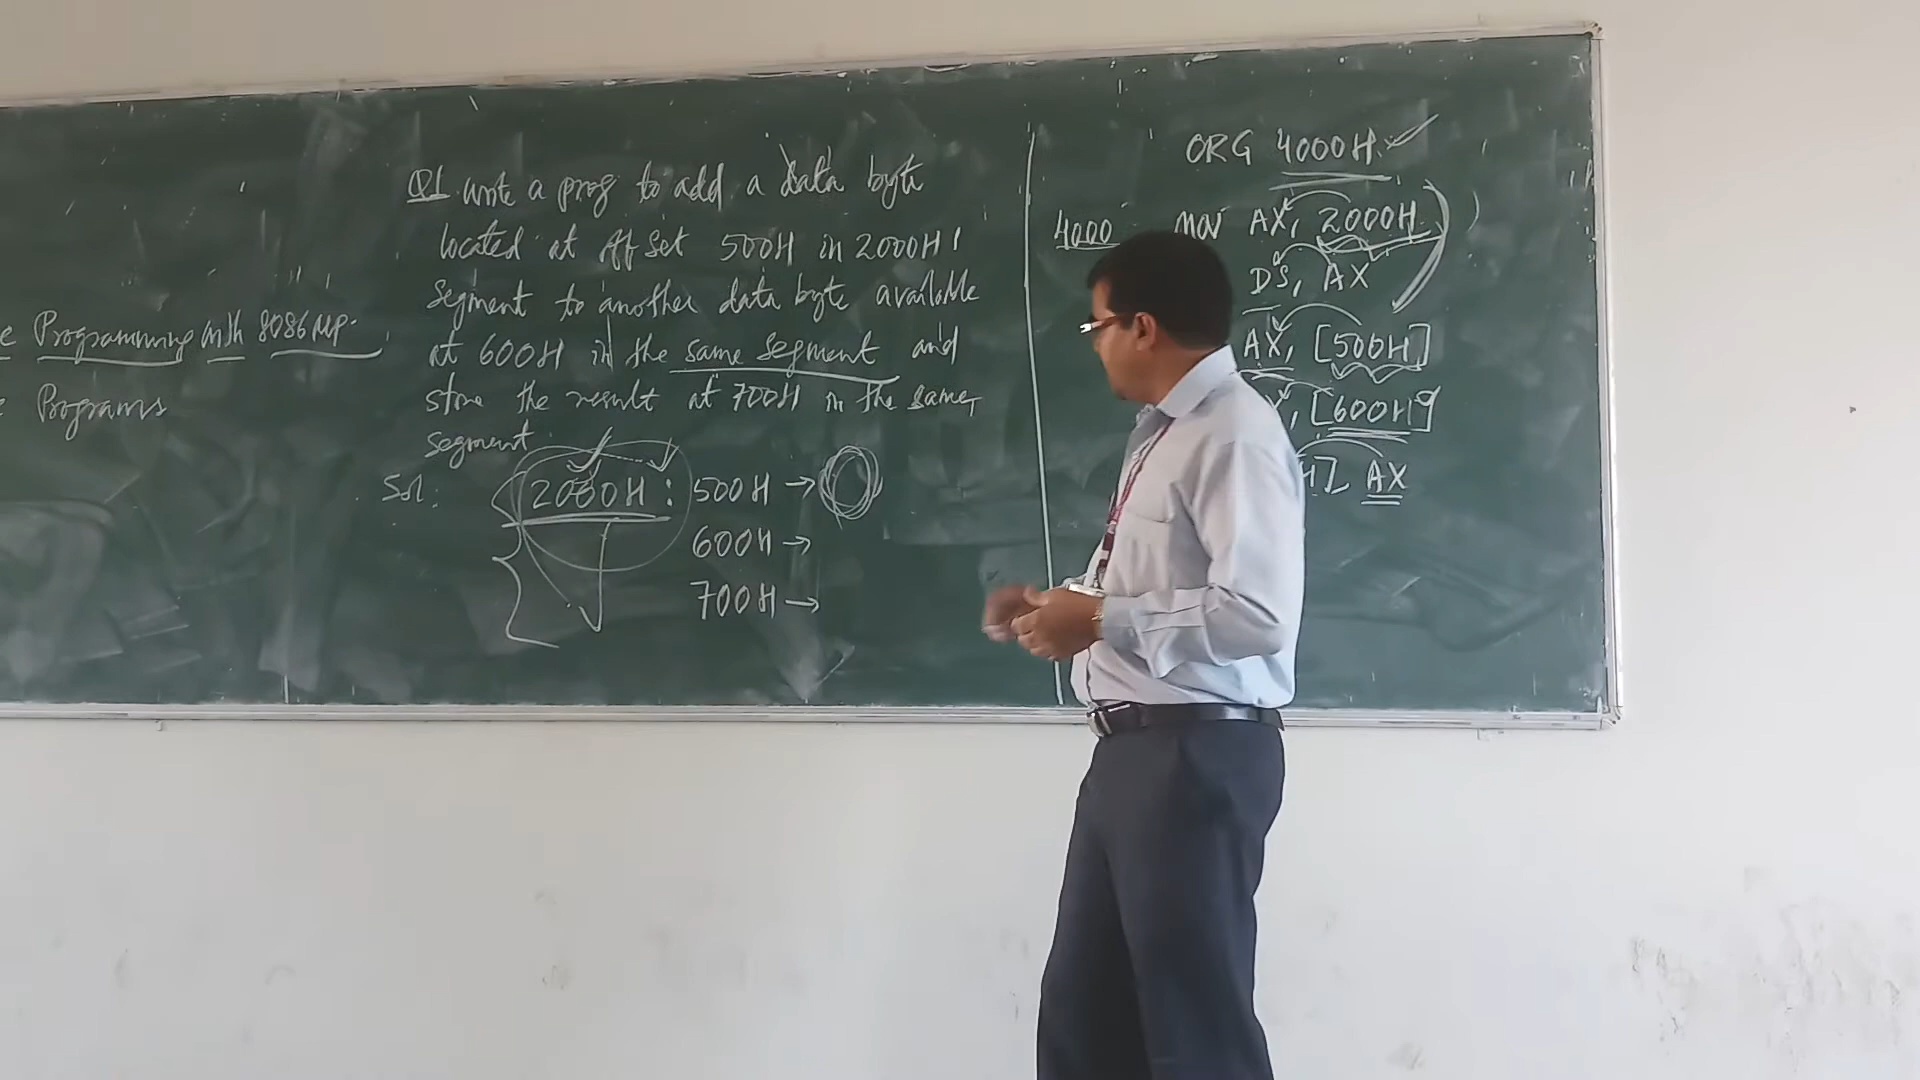 e Programming with 8086 MP.
e Programs
Q1 write a prog to add a data byte
located at offset 500H in 2000H
segment to another data byte available
at 600H in the same segment and
store the result at 700H in the same
segment.
Sol: 2000H : 500H →
600H →
700H →
ORG 4000H
4000 MOV AX, 2000H
DS, AX
AX, [500H]
, [600H]
H], AX